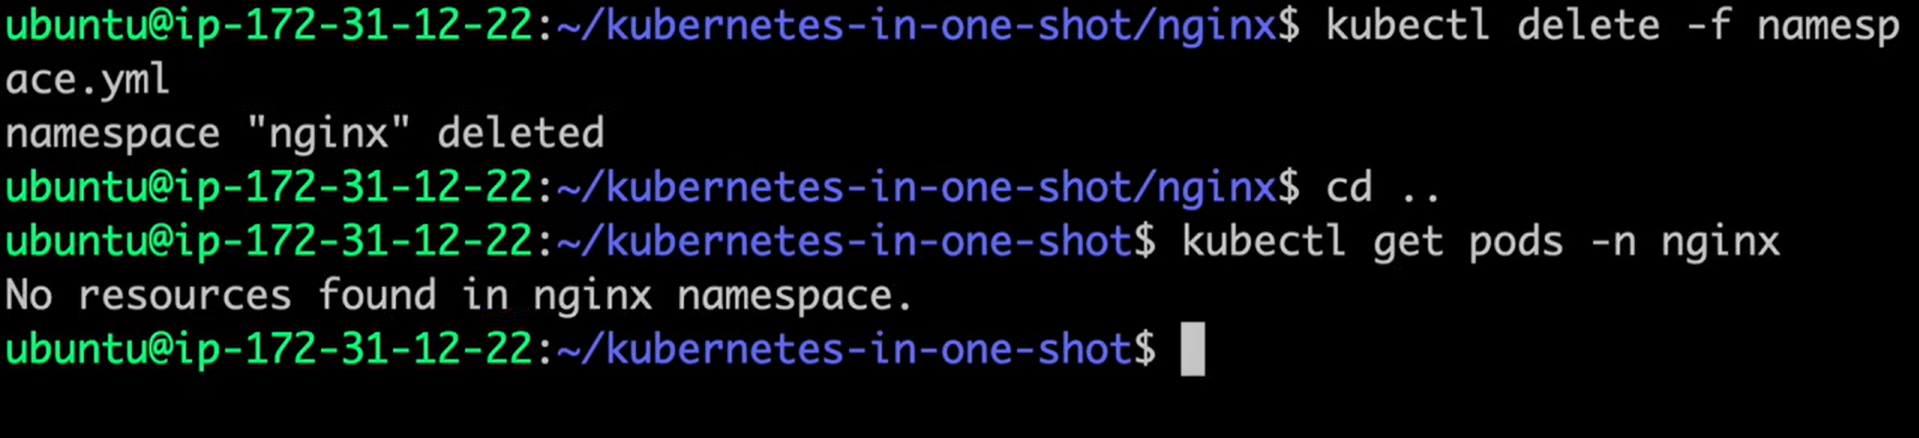 ubuntu@ip-172-31-12-22:~/kubernetes-in-one-shot/nginx$ kubectl delete -f namesp
ace.yml
namespace "nginx" deleted
ubuntu@ip-172-31-12-22:~/kubernetes-in-one-shot/nginx$ cd ..
ubuntu@ip-172-31-12-22:~/kubernetes-in-one-shot$ kubectl get pods -n nginx
No resources found in nginx namespace.
ubuntu@ip-172-31-12-22:~/kubernetes-in-one-shot$